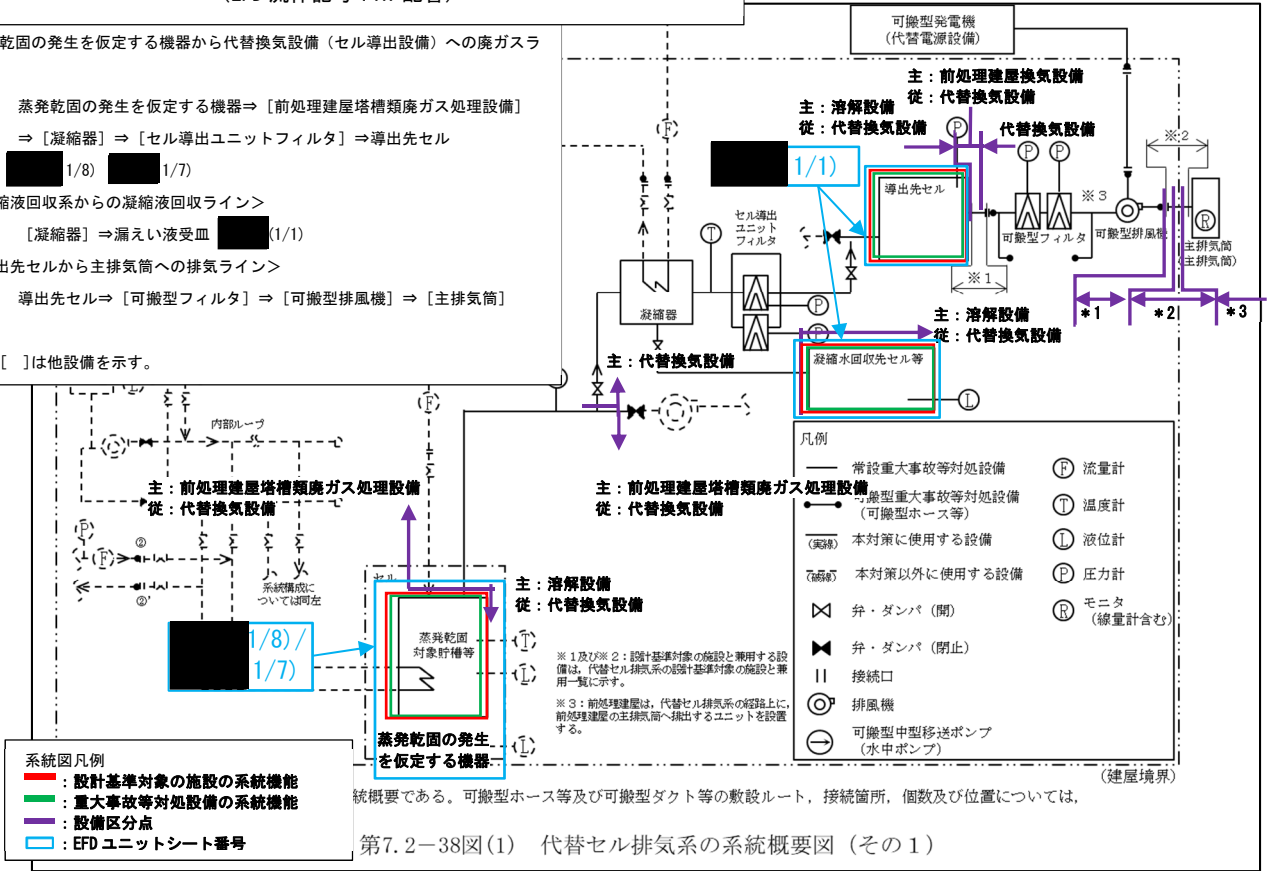 乾固の発生を仮定する機器から代替換気設備（セル導出設備）への廃ガスラ
蒸発乾固の発生を仮定する機器⇒［前処理建屋塔槽類廃ガス処理設備］
⇒［凝縮器］⇒［セル導出ユニットフィルタ］⇒導出先セル
1/8) 1/7)
縮液回収系からの凝縮液回収ライン＞
［凝縮器］⇒漏えい液受皿 (1/1)
出先セルから主排気筒への排気ライン＞
導出先セル⇒［可搬型フィルタ］⇒［可搬型排風機］⇒［主排気筒］
［ ］は他設備を示す。
可搬型発電機
（代替電源設備）
主：前処理建屋換気設備
従：代替換気設備
主：溶解設備
従：代替換気設備
代替換気設備
※2
F
P
P
P
1/1)
導出先セル
※3
R
セル導出
ユニット
フィルタ
T
可搬型フィルタ
可搬型排風機
主排気筒
（主排気筒）
※1
凝縮器
P
P
＊1
＊2
＊3
主：溶解設備
従：代替換気設備
主：代替換気設備
凝縮水回収先セル等
L
F
内部ループ
主：前処理建屋塔槽類廃ガス処理設備
従：代替換気設備
主：前処理建屋塔槽類廃ガス処理設備
従：代替換気設備
P
F
②
②'
系統構成に
ついては同左
セル
主：溶解設備
従：代替換気設備
1/8)/
1/7)
蒸発乾固
対象貯槽等
T
L
L
蒸発乾固の発生
を仮定する機器
※1及び※2：設計基準対象の施設と兼用する設
備は，代替セル排気系の設計基準対象の施設と兼
用一覧に示す。
※3：前処理建屋は，代替セル排気系の経路上に，
前処理建屋の主排気筒へ排出するユニットを設置
する。
凡例
常設重大事故等対処設備
可搬型重大事故等対処設備
（可搬型ホース等）
（実線） 本対策に使用する設備
（破線） 本対策以外に使用する設備
弁・ダンパ（開）
弁・ダンパ（閉止）
接続口
排風機
可搬型中型移送ポンプ
（水中ポンプ）
F 流量計
T 温度計
L 液位計
P 圧力計
R モニタ
（線量計含む）
（建屋境界）
系統図凡例
：設計基準対象の施設の系統機能
：重大事故等対処設備の系統機能
：設備区分点
：EFDユニットシート番号
統概要である。可搬型ホース等及び可搬型ダクト等の敷設ルート，接続箇所，個数及び位置については，
第7.2－38図(1) 代替セル排気系の系統概要図（その１）